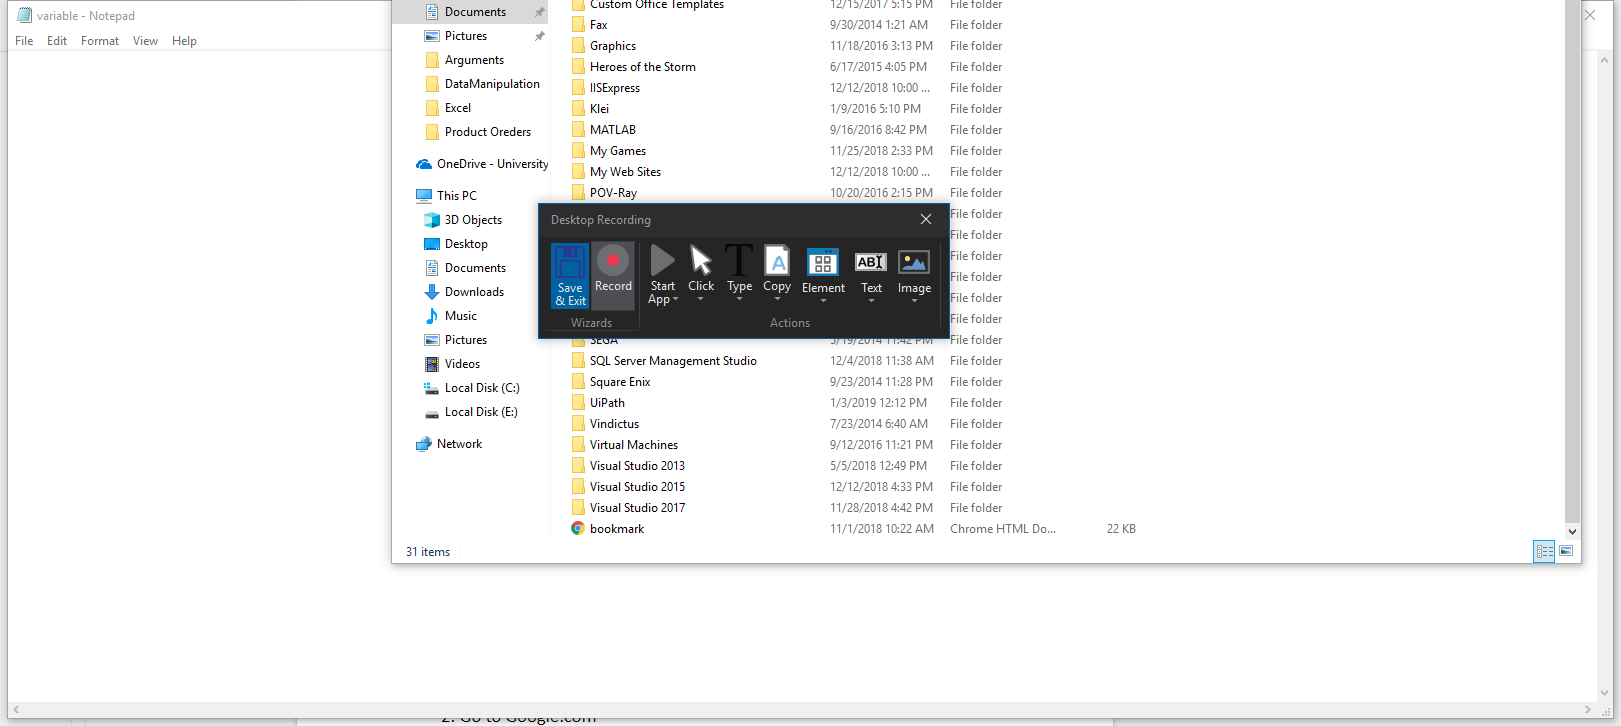 variable - Notepad
File Edit Format View Help
Documents
Pictures
Arguments
DataManipulation
Excel
Product Oreders
OneDrive - University
This PC
3D Objects
Desktop
Documents
Downloads
Music
Pictures
Videos
Local Disk (C:)
Local Disk (E:)
Network
Custom Office Templates 12/15/2017 5:15 PM File folder
Fax 9/30/2014 1:21 AM File folder
Graphics 11/18/2016 3:13 PM File folder
Heroes of the Storm 6/17/2015 4:05 PM File folder
IISExpress 12/12/2018 10:00 ... File folder
Klei 1/9/2016 5:10 PM File folder
MATLAB 9/16/2016 8:42 PM File folder
My Games 11/25/2018 2:33 PM File folder
My Web Sites 12/12/2018 10:00 ... File folder
POV-Ray 10/20/2016 2:15 PM File folder
File folder
File folder
File folder
File folder
File folder
File folder
Desktop Recording
Save & Exit
Record
Start App
Click
Type
Copy
Element
Text
Image
Wizards
Actions
SEGA 5/19/2014 11:42 PM File folder
SQL Server Management Studio 12/4/2018 11:38 AM File folder
Square Enix 9/23/2014 11:28 PM File folder
UiPath 1/3/2019 12:12 PM File folder
Vindictus 7/23/2014 6:40 AM File folder
Virtual Machines 9/12/2016 11:21 PM File folder
Visual Studio 2013 5/5/2018 12:49 PM File folder
Visual Studio 2015 12/12/2018 4:33 PM File folder
Visual Studio 2017 11/28/2018 4:42 PM File folder
bookmark 11/1/2018 10:22 AM Chrome HTML Do... 22 KB
31 items
2. Go to Google.com